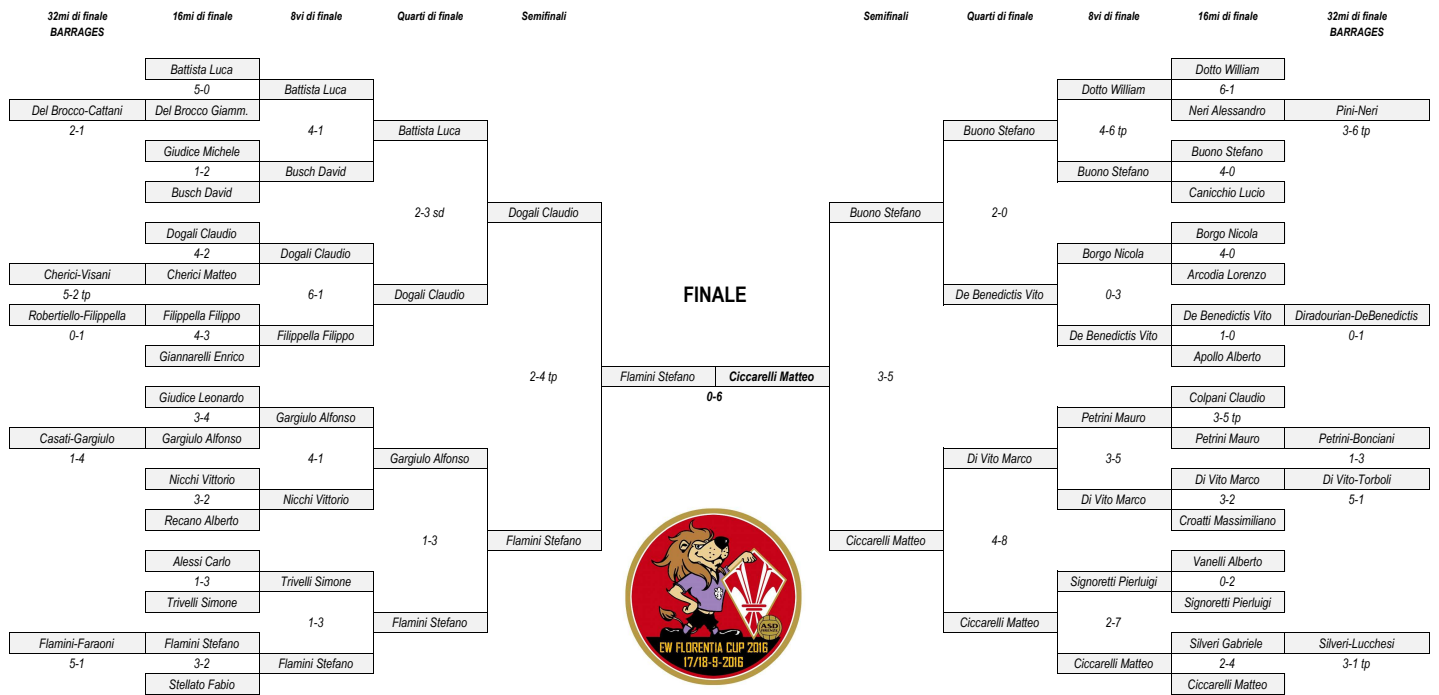 32mi di finale 16mi di finale 8vi di finale Quarti di finale Semifinali Semifinali Quarti di finale 8vi di finale 16mi di finale 32mi di finale
BARRAGES BARRAGES
Battista Luca Dotto William
5-0 Battista Luca Dotto William 6-1
Del Brocco-Cattani Del Brocco Giamm. Neri Alessandro Pini-Neri
2-1 4-1 Battista Luca Buono Stefano 4-6 tp 3-6 tp
Giudice Michele Buono Stefano
1-2 Busch David Buono Stefano 4-0
Busch David Canicchio Lucio
2-3 sd Dogali Claudio Buono Stefano 2-0
Dogali Claudio Borgo Nicola
4-2 Dogali Claudio Borgo Nicola 4-0
Cherici-Visani Cherici Matteo Arcodia Lorenzo
5-2 tp 6-1 Dogali Claudio FINALE De Benedictis Vito 0-3
Robertiello-Filippella Filippella Filippo De Benedictis Vito Diradourian-DeBenedictis
0-1 4-3 Filippella Filippo De Benedictis Vito 1-0 0-1
Giannarelli Enrico Apollo Alberto
2-4 tp Flamini Stefano Ciccarelli Matteo 3-5
0-6
Giudice Leonardo Colpani Claudio
3-4 Gargiulo Alfonso Petrini Mauro 3-5 tp
Casati-Gargiulo Gargiulo Alfonso Petrini Mauro Petrini-Bonciani
1-4 4-1 Gargiulo Alfonso Di Vito Marco 3-5 1-3
Nicchi Vittorio Di Vito Marco Di Vito-Torboli
3-2 Nicchi Vittorio Di Vito Marco 3-2 5-1
Recano Alberto Croatti Massimiliano
1-3 Flamini Stefano Ciccarelli Matteo 4-8
Alessi Carlo Vanelli Alberto
1-3 Trivelli Simone Signoretti Pierluigi 0-2
Trivelli Simone Signoretti Pierluigi
1-3 Flamini Stefano Ciccarelli Matteo 2-7
ASD
FIRENZE
Flamini-Faraoni Flamini Stefano EW FLORENTIA CUP 2016 Silveri Gabriele Silveri-Lucchesi
5-1 3-2 Flamini Stefano 17/18-9-2016 Ciccarelli Matteo 2-4 3-1 tp
Stellato Fabio Ciccarelli Matteo